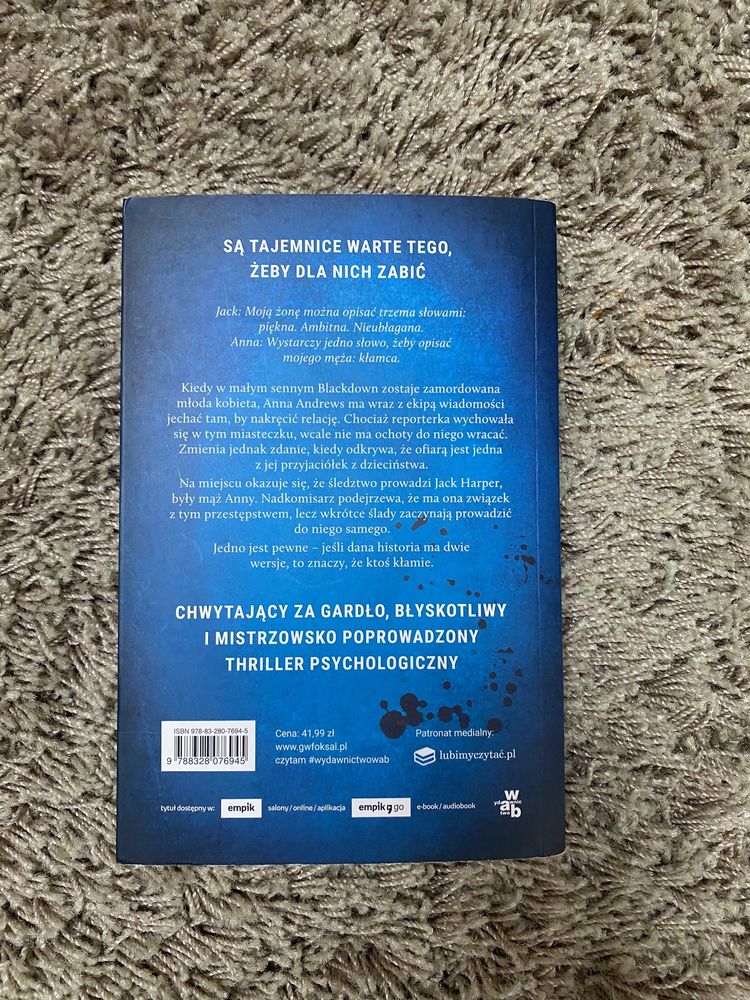 SĄ TAJEMNICE WARTE TEGO,
ŻEBY DLA NICH ZABIĆ
Jack: Moją żonę można opisać trzema słowami:
piękna. Ambitna. Nieubłagana.
Anna: Wystarczy jedno słowo, żeby opisać
mojego męża: kłamca.
Kiedy w małym sennym Blackdown zostaje zamordowana
młoda kobieta, Anna Andrews ma wraz z ekipą wiadomości
jechać tam, by nakręcić relację. Chociaż reporterka wychowała
się w tym miasteczku, wcale nie ma ochoty do niego wracać.
Zmienia jednak zdanie, kiedy odkrywa, że ofiarą jest jedna
z jej przyjaciółek z dzieciństwa.
Na miejscu okazuje się, że śledztwo prowadzi Jack Harper,
były mąż Anny. Nadkomisarz podejrzewa, że ma ona związek
z tym przestępstwem, lecz wkrótce ślady zaczynają prowadzić
do niego samego.
Jedno jest pewne – jeśli dana historia ma dwie
wersje, to znaczy, że ktoś kłamie.
CHWYTAJĄCY ZA GARDŁO, BŁYSKOTLIWY
I MISTRZOWSKO POPROWADZONY
THRILLER PSYCHOLOGICZNY
ISBN 978-83-280-7694-5
9 788328 076945
Cena: 41,99 zł
www.gwfoksal.pl
czytam #wydawnictwowab
Patronat medialny:
lubimyczytać.pl
tytuł dostępny w: empik salony / online / aplikacja empik go e-book / audiobook
wydawnictwo wab